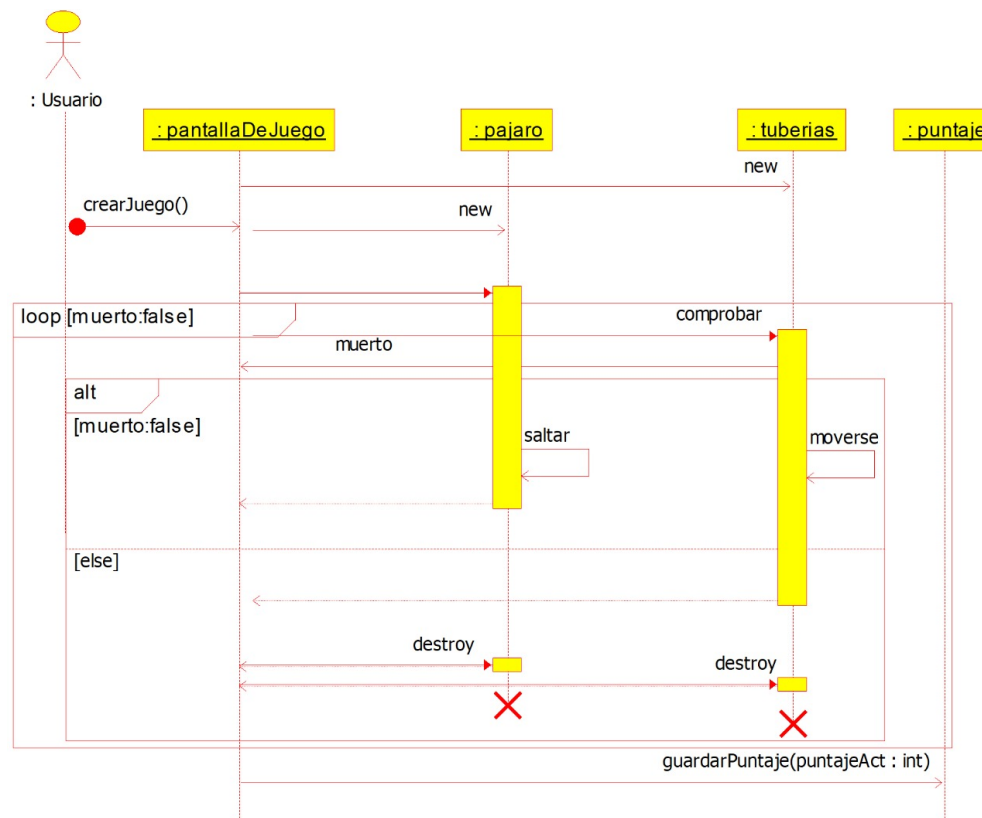 : Usuario
: pantallaDeJuego
: pajaro
: tuberias
: puntaje
new
crearJuego()
new
loop [muerto:false]
comprobar
muerto
alt
[muerto:false]
saltar
moverse
[else]
destroy
destroy
guardarPuntaje(puntajeAct : int)